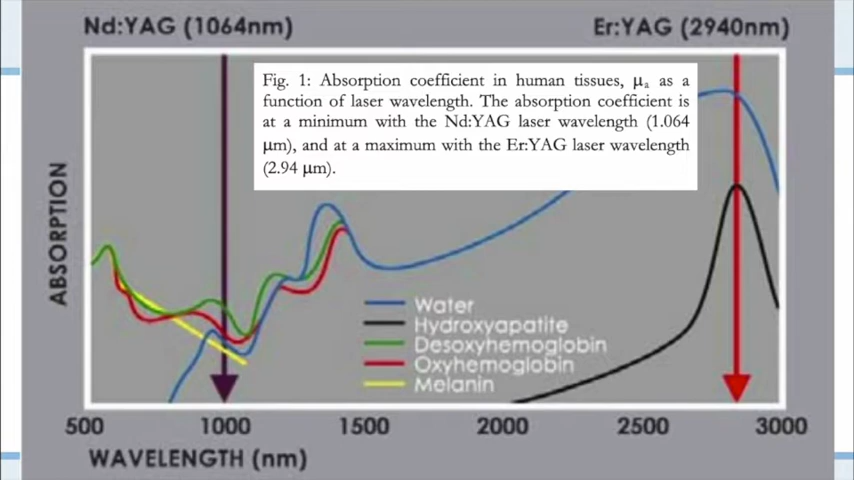 Nd:YAG (1064nm)
Er:YAG (2940nm)
Fig. 1: Absorption coefficient in human tissues, μa as a
function of laser wavelength. The absorption coefficient is
at a minimum with the Nd:YAG laser wavelength (1.064
μm), and at a maximum with the Er:YAG laser wavelength
(2.94 μm).
ABSORPTION
Water
Hydroxyapatite
Desoxyhemoglobin
Oxyhemoglobin
Melanin
500 1000 1500 2000 2500 3000
WAVELENGTH (nm)